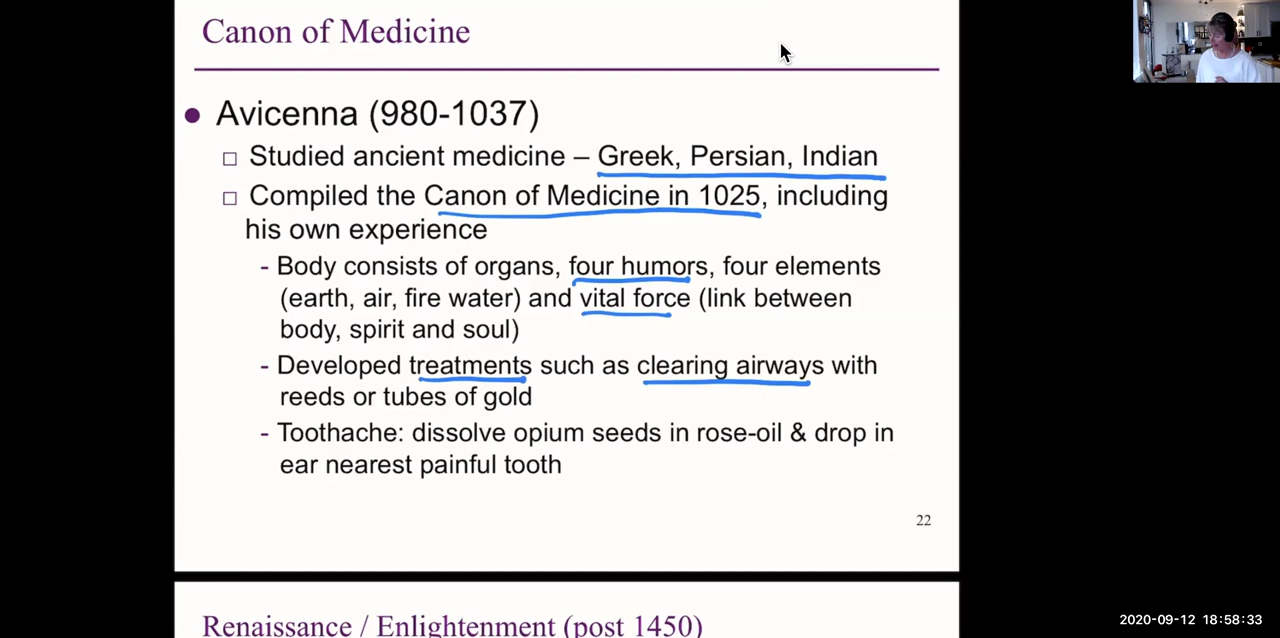 Canon of Medicine
● Avicenna (980-1037)
□ Studied ancient medicine – Greek, Persian, Indian
□ Compiled the Canon of Medicine in 1025, including
his own experience
- Body consists of organs, four humors, four elements
(earth, air, fire water) and vital force (link between
body, spirit and soul)
- Developed treatments such as clearing airways with
reeds or tubes of gold
- Toothache: dissolve opium seeds in rose-oil & drop in
ear nearest painful tooth
22
Renaissance / Enlightenment (post 1450)
2020-09-12 18:58:33